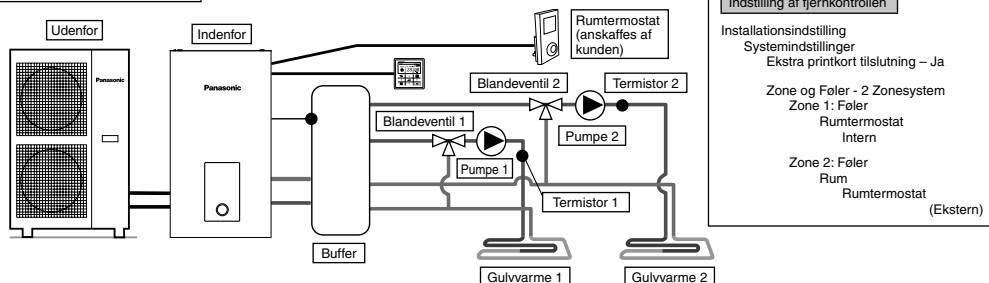 Udenfor
Indenfor
Panasonic
Panasonic
Rumtermostat
(anskaffes af
kunden)
Blandeventil 2
Termistor 2
Blandeventil 1
Pumpe 2
Pumpe 1
Termistor 1
Buffer
Gulvvarme 1
Gulvvarme 2
Indstilling af fjernkontrollen
Installationsindstilling
Systemindstillinger
Ekstra printkort tilslutning – Ja
Zone og Føler - 2 Zonesystem
Zone 1: Føler
Rumtermostat
Intern
Zone 2: Føler
Rum
Rumtermostat
(Ekstern)